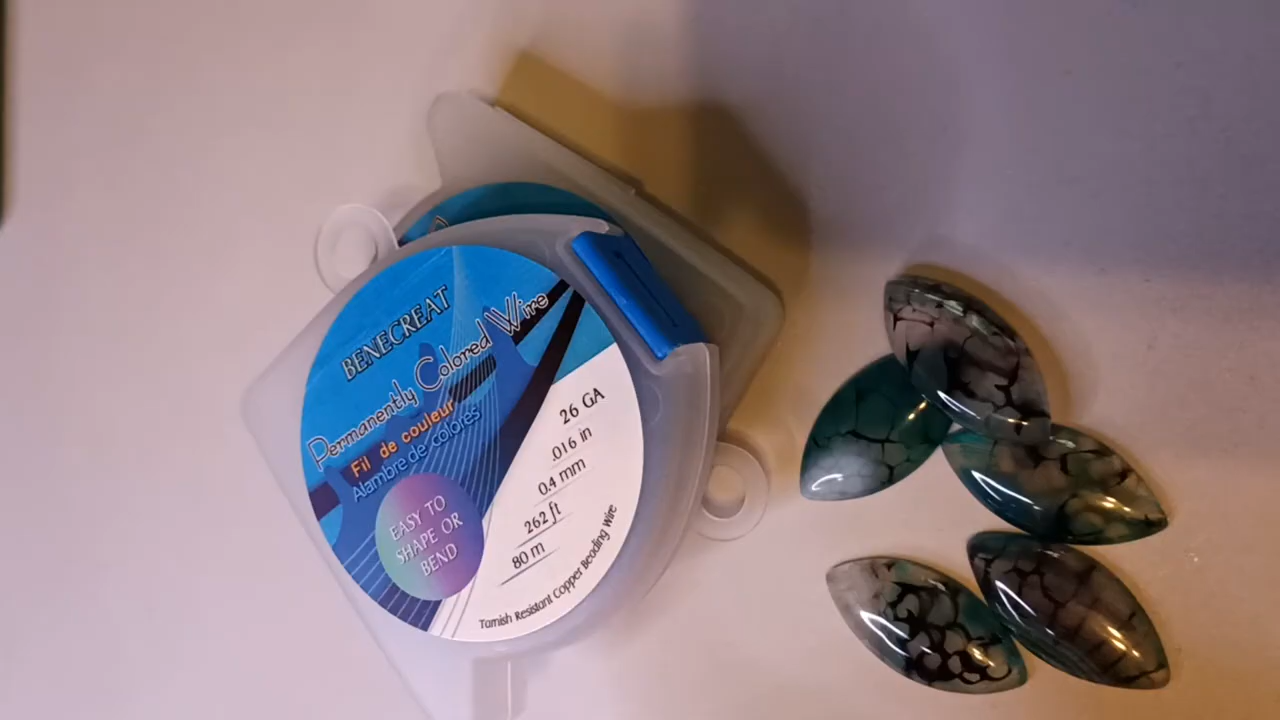 BENECREAT
Permanently Colored Wire
Fil de couleur
Alambre de colores
EASY TO
SHAPE OR
BEND
26 GA
.016 in
0.4 mm
262 ft
80 m
Tarnish Resistant Copper Beading Wire